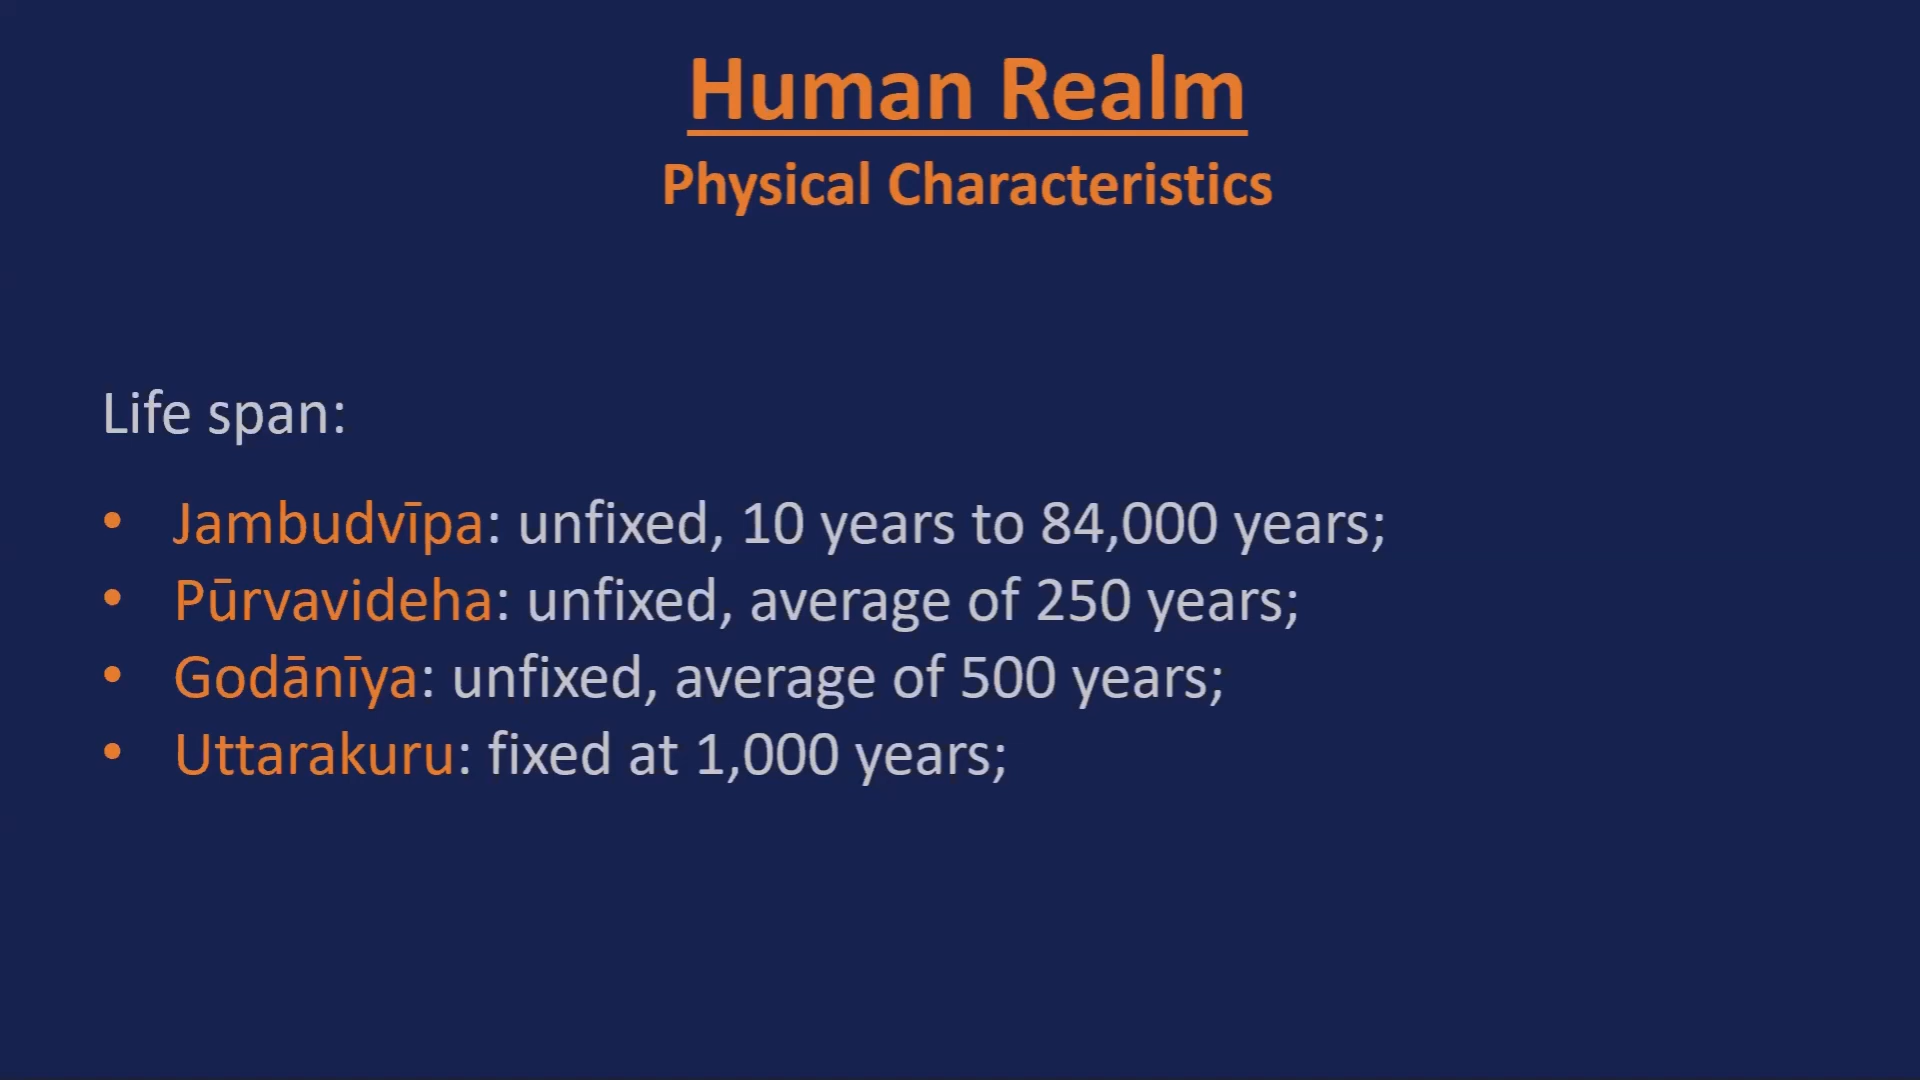 Human Realm
Physical Characteristics
Life span:
• Jambudvīpa: unfixed, 10 years to 84,000 years;
• Pūrvavideha: unfixed, average of 250 years;
• Godānīya: unfixed, average of 500 years;
• Uttarakuru: fixed at 1,000 years;